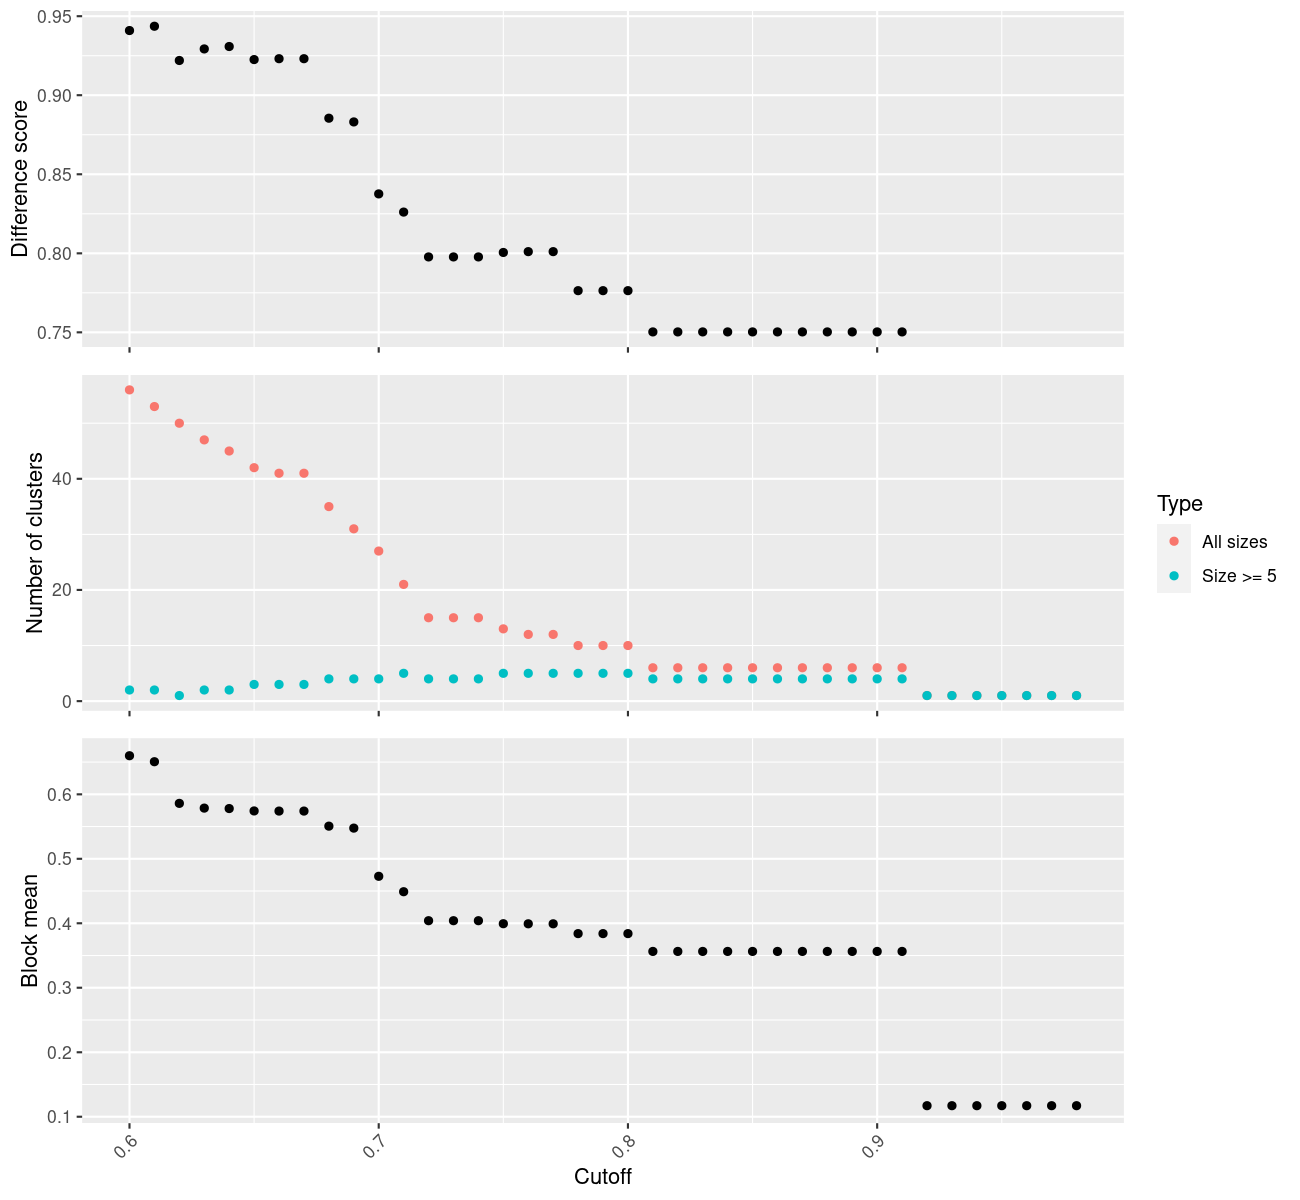 Difference score
0.95
0.90
0.85
0.80
0.75
Number of clusters
40
20
0
Type
All sizes
Size >= 5
Block mean
0.6
0.5
0.4
0.3
0.2
0.1
0.6 0.7 0.8 0.9
Cutoff